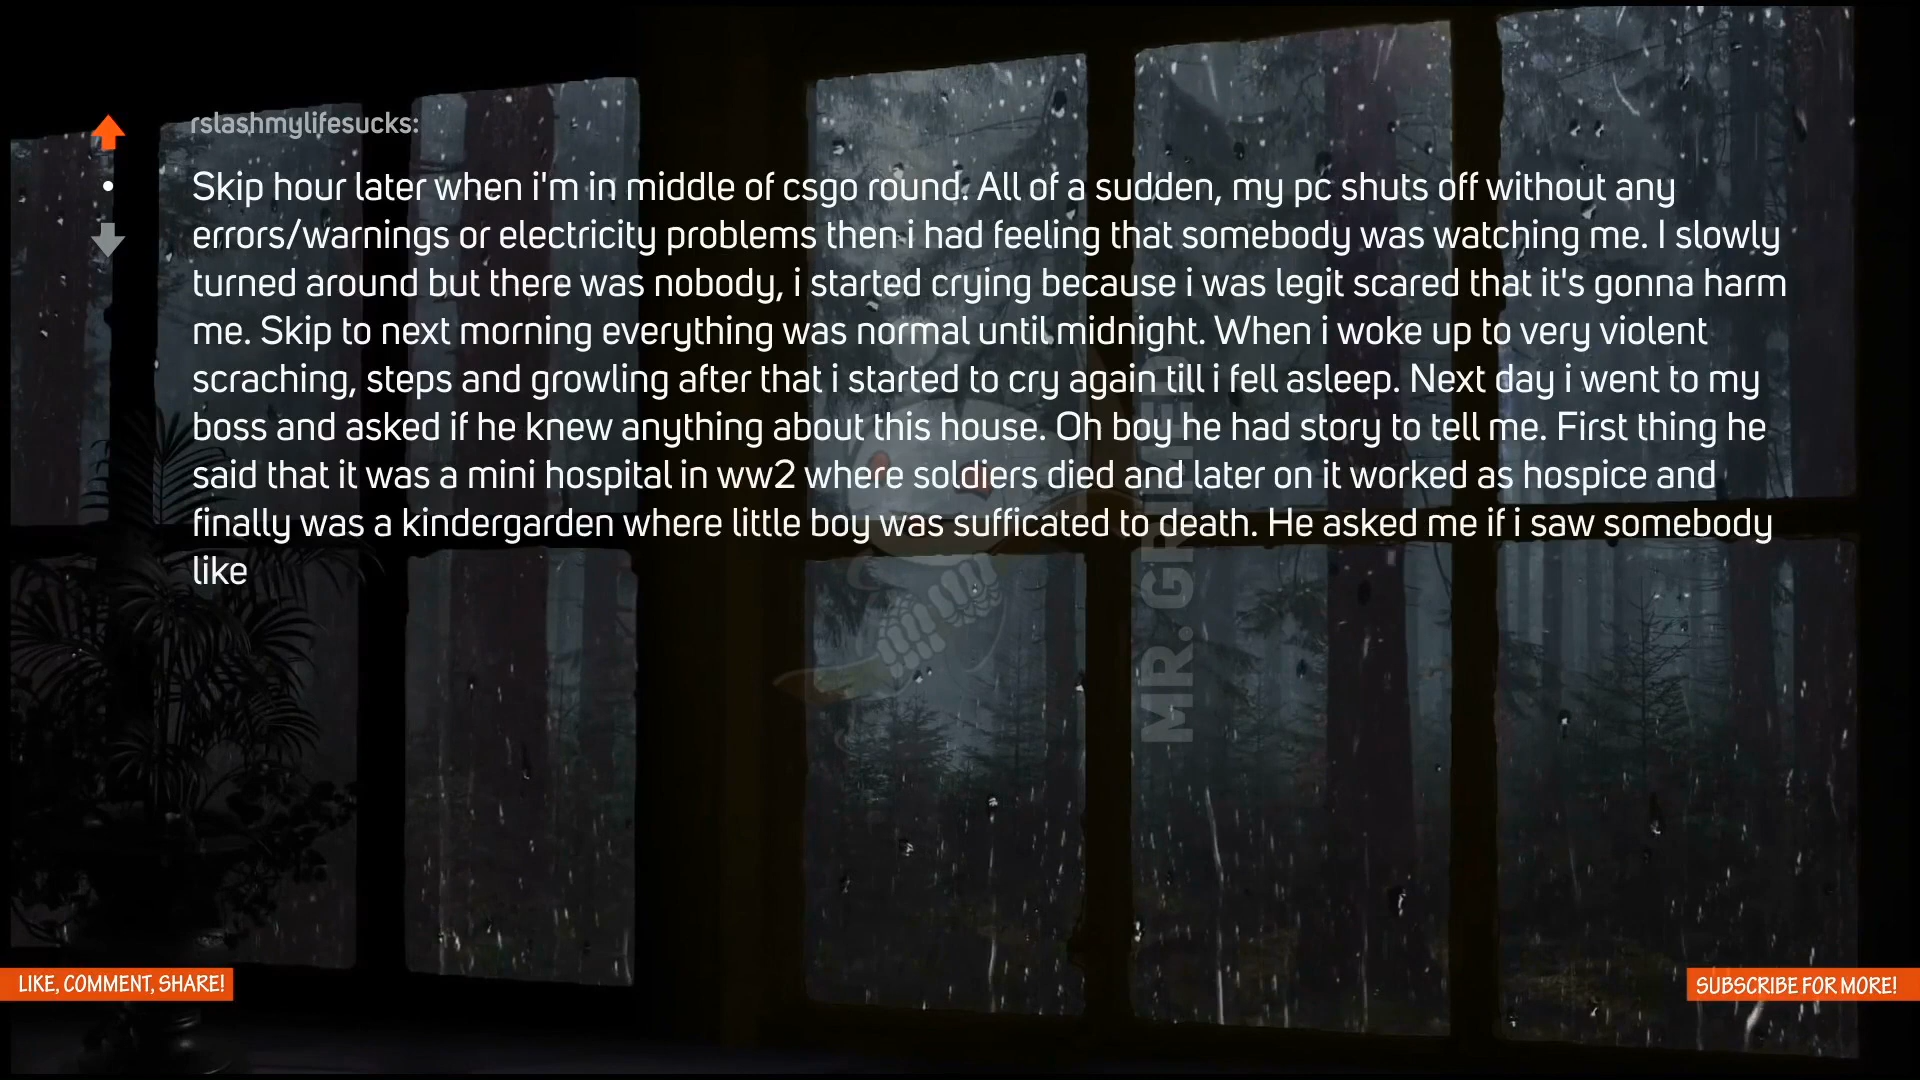 rslashmylifesucks:
Skip hour later when i'm in middle of csgo round. All of a sudden, my pc shuts off without any
errors/warnings or electricity problems then i had feeling that somebody was watching me. I slowly
turned around but there was nobody, i started crying because i was legit scared that it's gonna harm
me. Skip to next morning everything was normal until midnight. When i woke up to very violent
scraching, steps and growling after that i started to cry again till i fell asleep. Next day i went to my
boss and asked if he knew anything about this house. Oh boy he had story to tell me. First thing he
said that it was a mini hospital in ww2 where soldiers died and later on it worked as hospice and
finally was a kindergarden where little boy was sufficated to death. He asked me if i saw somebody
like
MR. GRIMED
LIKE, COMMENT, SHARE!
SUBSCRIBE FOR MORE!